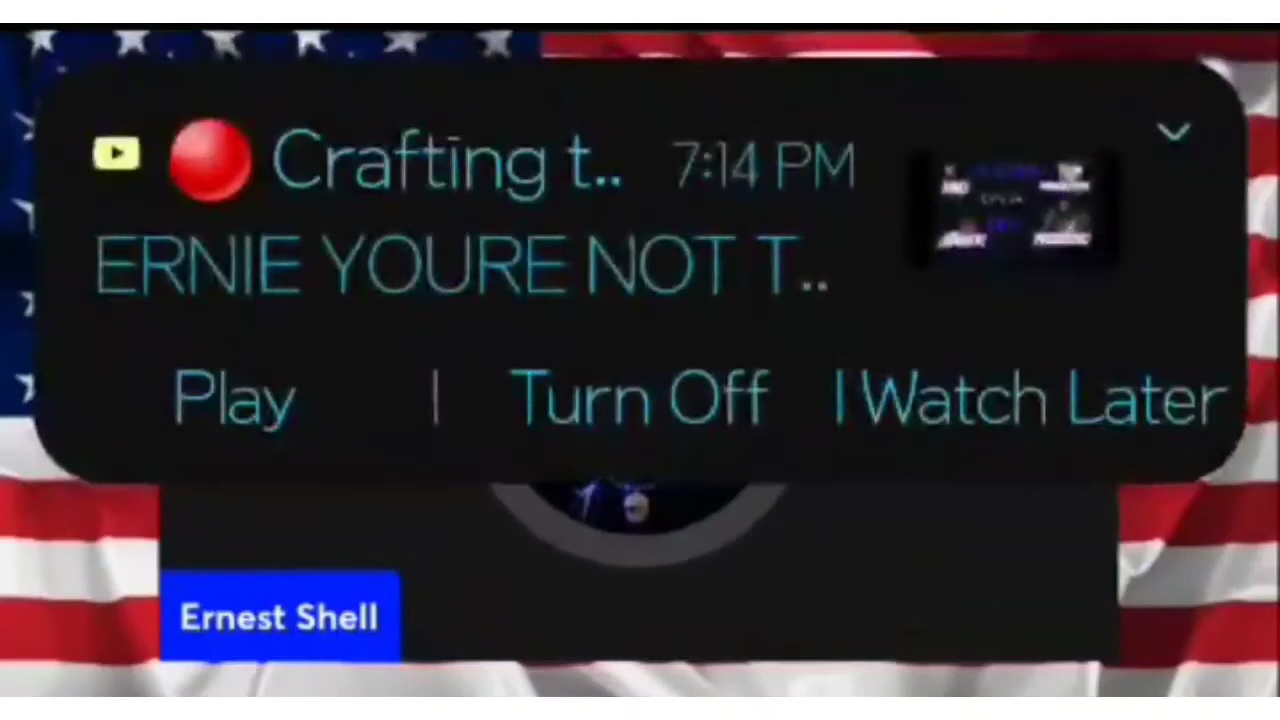 Crafting t.. 7:14 PM
ERNIE YOURE NOT T..
Play | Turn Off | Watch Later
Ernest Shell